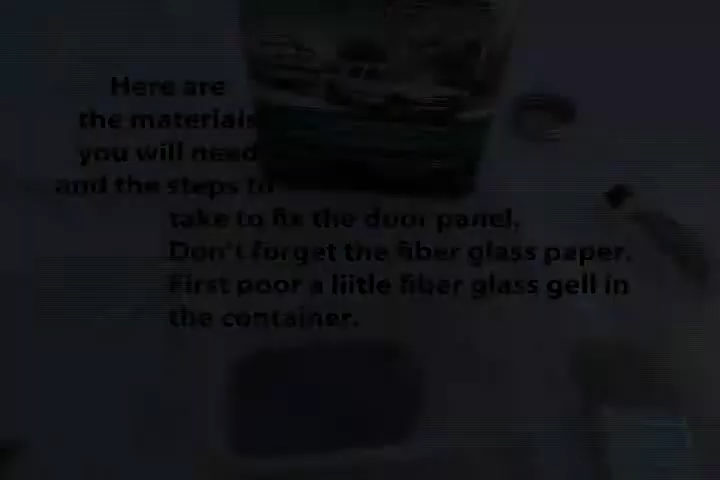 Here are
the materials
you will need
and the steps to
take to fix the door panel.
Don't forget the fiber glass paper.
First poor a liitle fiber glass gell in
the container.